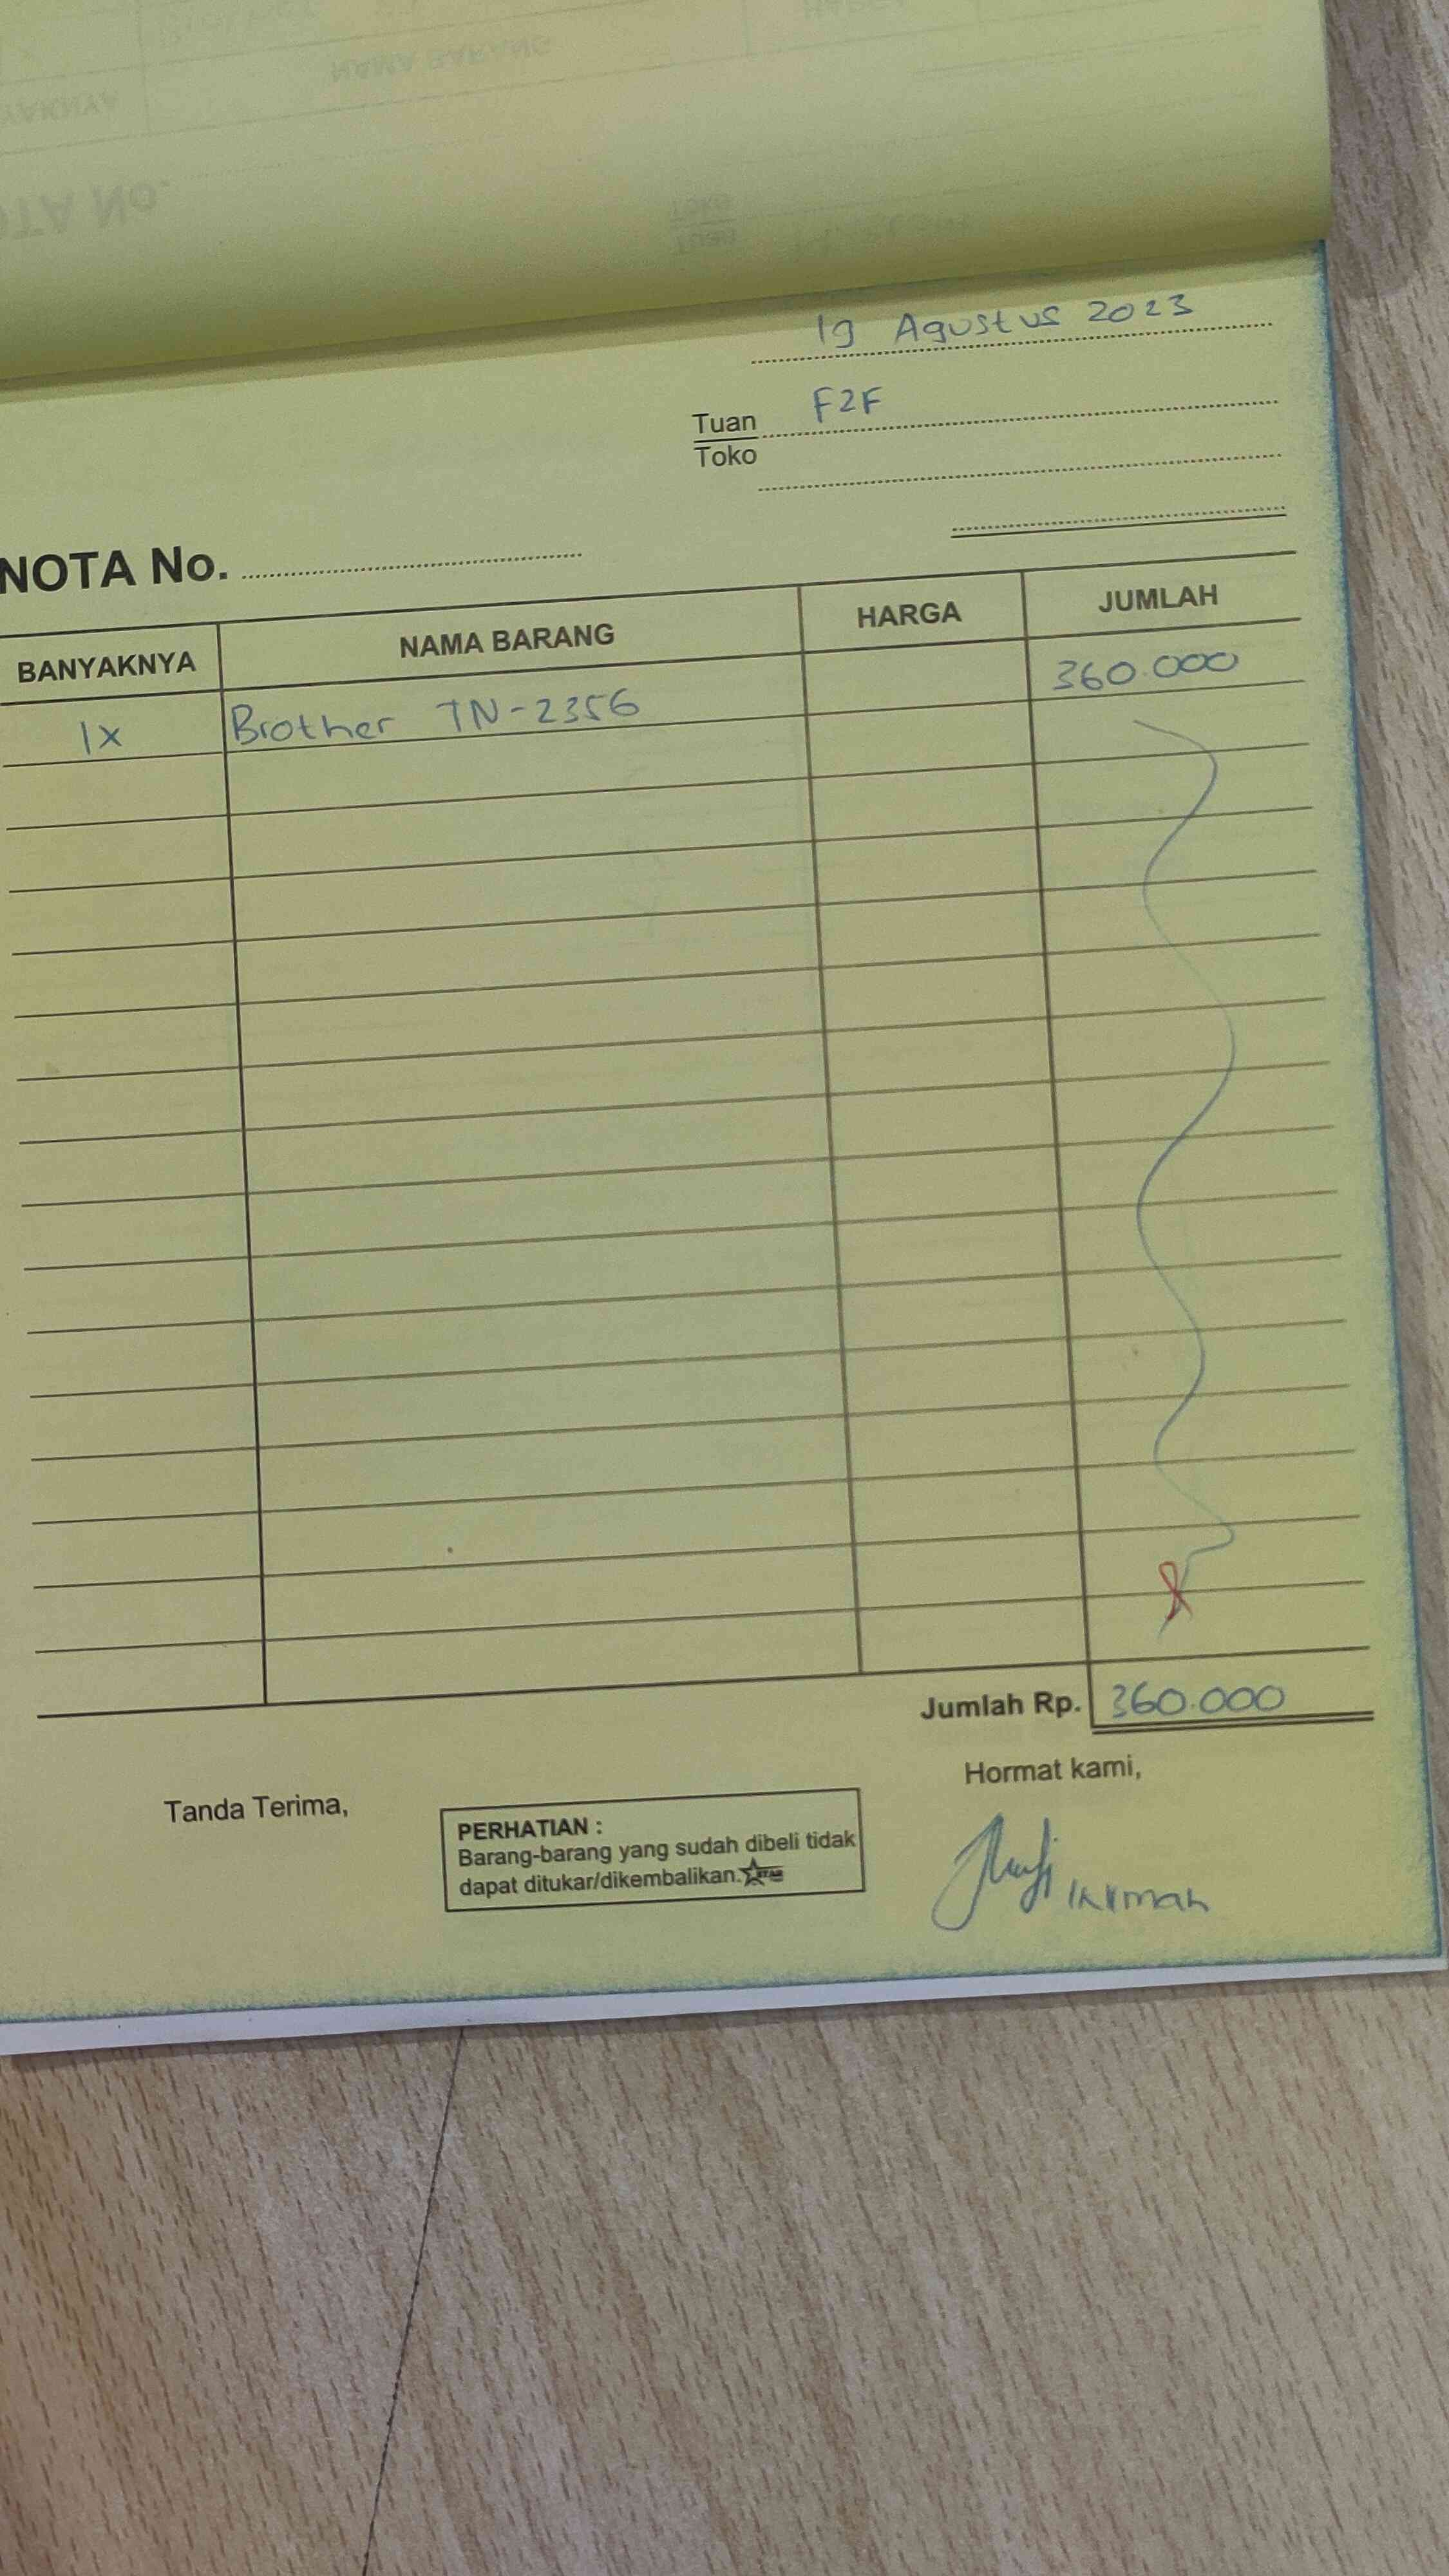 19 Agustus 2023
Tuan F2F
Toko
NOTA No.
BANYAKNYA NAMA BARANG HARGA JUMLAH
1x Brother TN-2356 360.000
Jumlah Rp. 360.000
Tanda Terima,
Hormat kami,
PERHATIAN :
Barang-barang yang sudah dibeli tidak
dapat ditukar/dikembalikan.